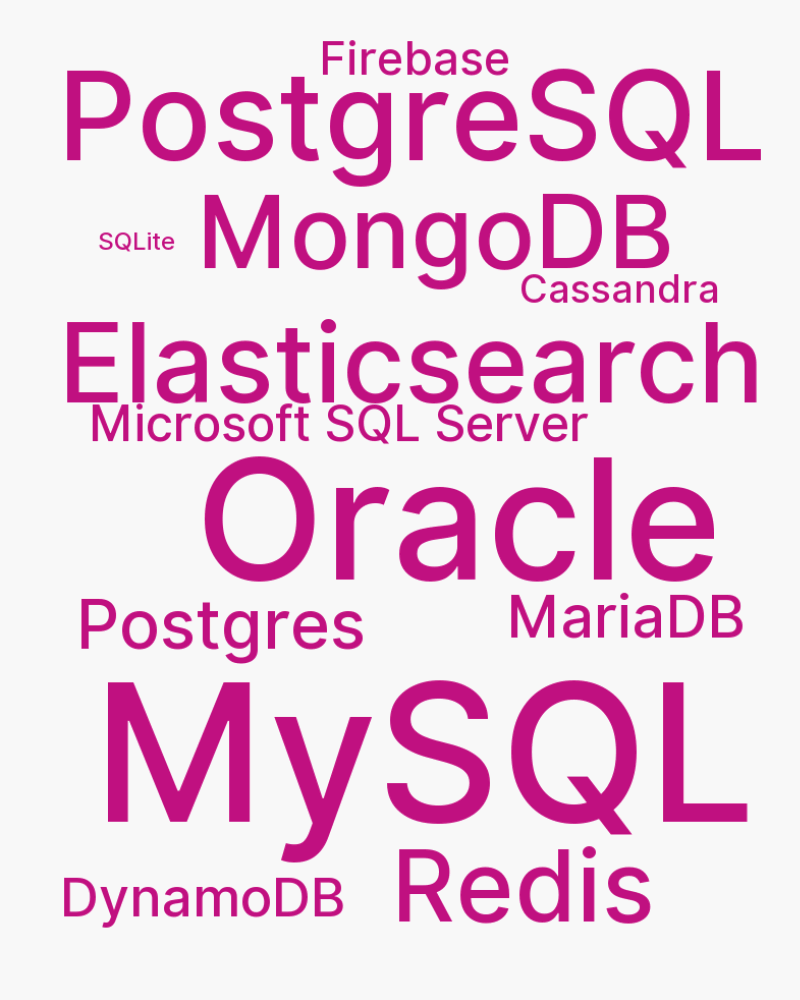 Firebase
PostgreSQL
SQLite MongoDB
Cassandra
Elasticsearch
Microsoft SQL Server
Oracle
Postgres MariaDB
MySQL
DynamoDB Redis